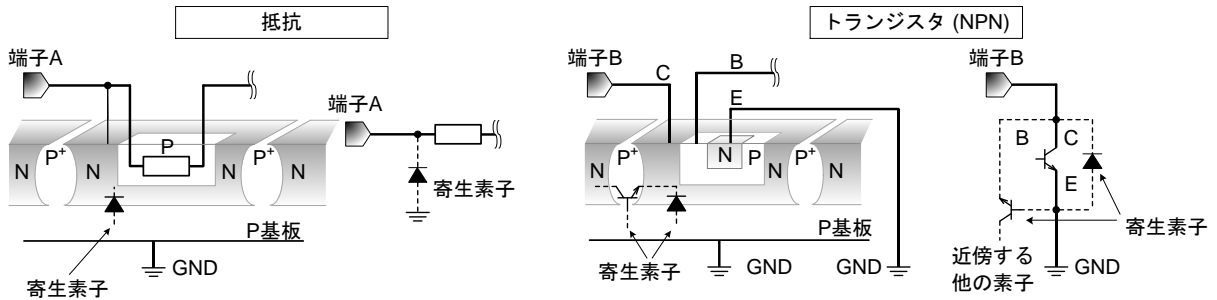 抵抗
端子A
N
P+
N
P
N
P+
N
P基板
GND
寄生素子
端子A
寄生素子
トランジスタ (NPN)
端子B
C
B
E
N
P+
N
N
P
P+
N
N
P基板
GND
GND
寄生素子
端子B
B
C
E
寄生素子
近傍する
他の素子
GND